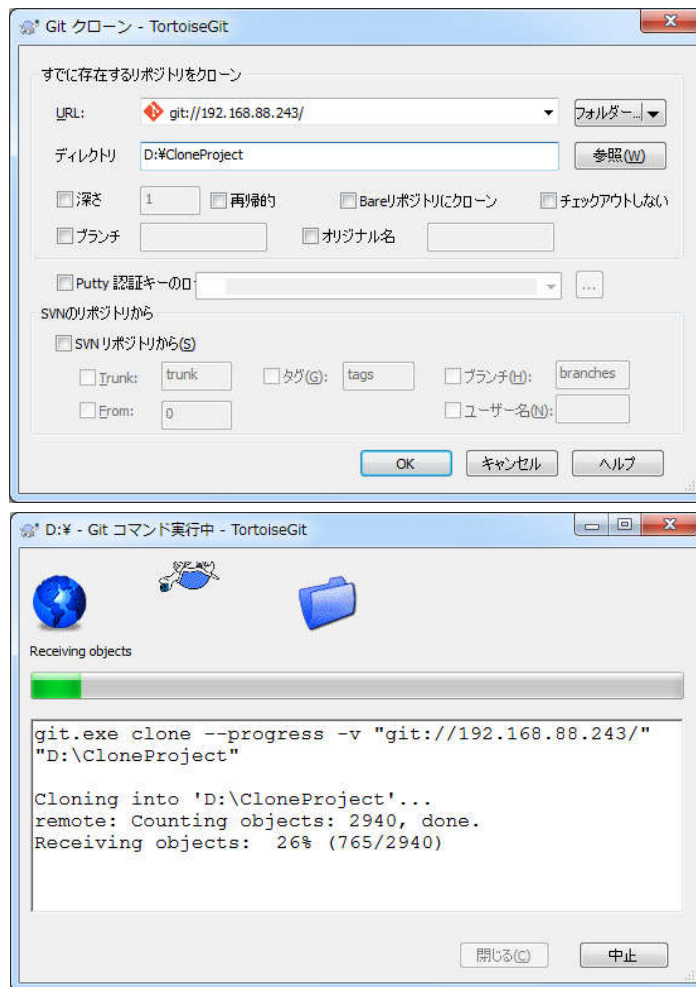 Git クローン - TortoiseGit
すでに存在するリポジトリをクローン
URL: git://192.168.88.243/ フォルダー...
ディレクトリ D:¥CloneProject 参照(W)
深さ 1 再帰的 Bareリポジトリにクローン チェックアウトしない
ブランチ オリジナル名
Putty 認証キーのロ ...
SVNのリポジトリから
SVN リポジトリから(S)
Trunk: trunk タグ(G): tags ブランチ(H): branches
From: 0 ユーザー名(N):
OK キャンセル ヘルプ
D:¥ - Git コマンド実行中 - TortoiseGit
Receiving objects
git.exe clone --progress -v "git://192.168.88.243/"
"D:\CloneProject"
Cloning into 'D:\CloneProject'...
remote: Counting objects: 2940, done.
Receiving objects:  26% (765/2940)
閉じる(C) 中止